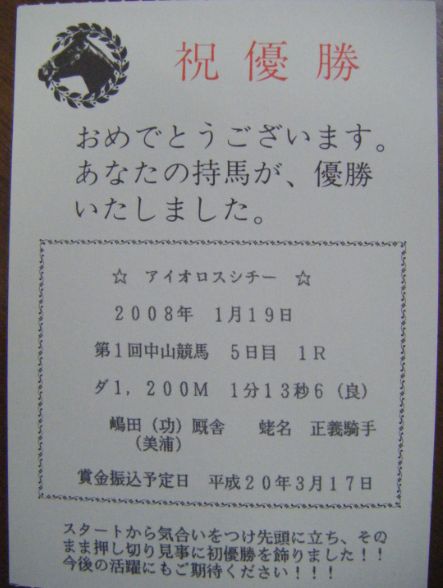 祝優勝
おめでとうございます。
あなたの持馬が、優勝
いたしました。
☆ アイオロスシチー ☆
2008年 1月19日
第1回中山競馬 5日目 1R
ダ1,200M 1分13秒6(良)
嶋田(功)厩舎 蛯名 正義騎手
(美浦)
賞金振込予定日 平成20年3月17日
スタートから気合いをつけ先頭に立ち、その
まま押し切り見事に初優勝を飾りました!!
今後の活躍にもご期待ください!!!